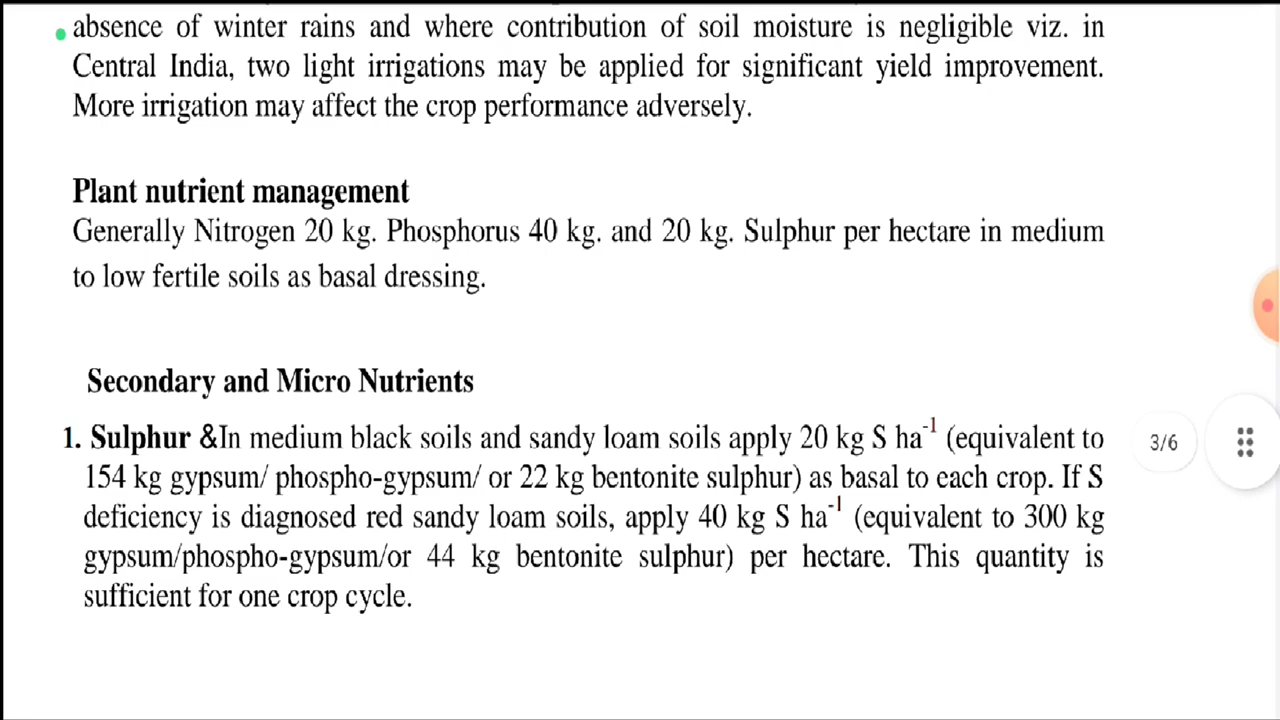 absence of winter rains and where contribution of soil moisture is negligible viz. in
Central India, two light irrigations may be applied for significant yield improvement.
More irrigation may affect the crop performance adversely.
Plant nutrient management
Generally Nitrogen 20 kg. Phosphorus 40 kg. and 20 kg. Sulphur per hectare in medium
to low fertile soils as basal dressing.
Secondary and Micro Nutrients
1. Sulphur &In medium black soils and sandy loam soils apply 20 kg S ha⁻¹ (equivalent to
154 kg gypsum/ phospho-gypsum/ or 22 kg bentonite sulphur) as basal to each crop. If S
deficiency is diagnosed red sandy loam soils, apply 40 kg S ha⁻¹ (equivalent to 300 kg
gypsum/phospho-gypsum/or 44 kg bentonite sulphur) per hectare. This quantity is
sufficient for one crop cycle.
3/6